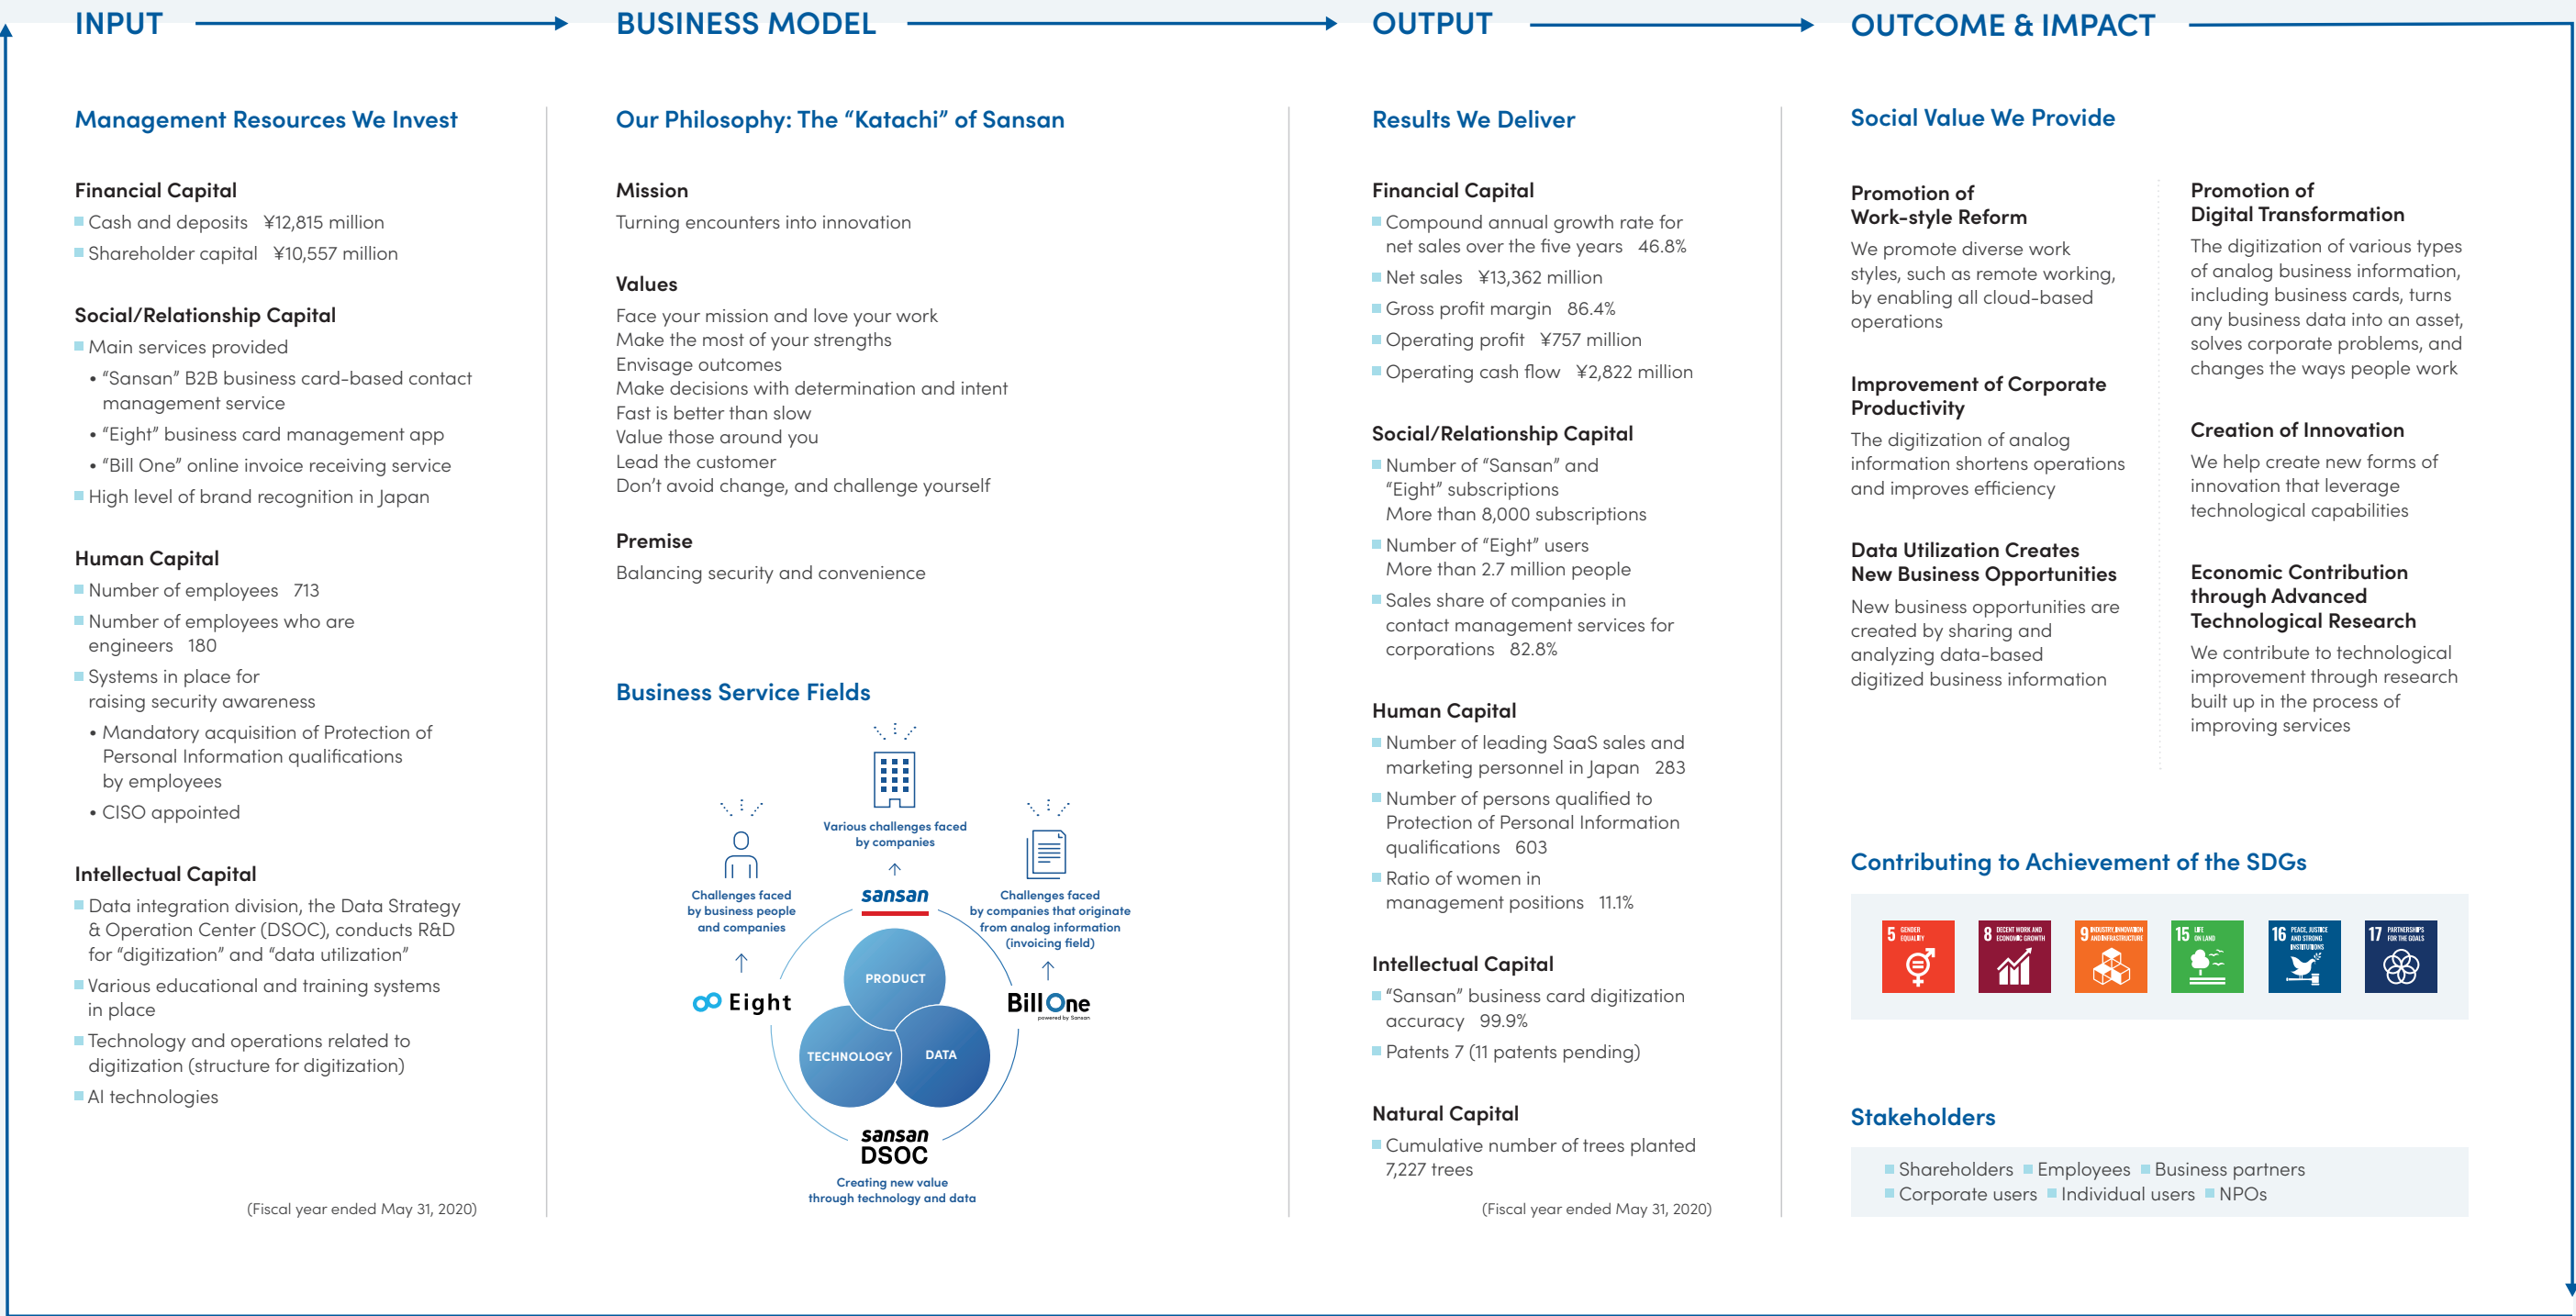 INPUT
BUSINESS MODEL
OUTPUT
OUTCOME & IMPACT
Management Resources We Invest
Financial Capital
Cash and deposits ¥12,815 million
Shareholder capital ¥10,557 million
Social/Relationship Capital
Main services provided
• “Sansan” B2B business card-based contact
management service
• “Eight” business card management app
• “Bill One” online invoice receiving service
High level of brand recognition in Japan
Human Capital
Number of employees 713
Number of employees who are
engineers 180
Systems in place for
raising security awareness
• Mandatory acquisition of Protection of
Personal Information qualifications
by employees
• CISO appointed
Intellectual Capital
Data integration division, the Data Strategy
& Operation Center (DSOC), conducts R&D
for “digitization” and “data utilization”
Various educational and training systems
in place
Technology and operations related to
digitization (structure for digitization)
AI technologies
(Fiscal year ended May 31, 2020)
Our Philosophy: The “Katachi” of Sansan
Mission
Turning encounters into innovation
Values
Face your mission and love your work
Make the most of your strengths
Envisage outcomes
Make decisions with determination and intent
Fast is better than slow
Value those around you
Lead the customer
Don’t avoid change, and challenge yourself
Premise
Balancing security and convenience
Business Service Fields
Various challenges faced
by companies
sansan
Challenges faced
by business people
and companies
Eight
Challenges faced
by companies that originate
from analog information
(invoicing field)
Bill One
powered by Sansan
PRODUCT
TECHNOLOGY
DATA
sansan
DSOC
Creating new value
through technology and data
Results We Deliver
Financial Capital
Compound annual growth rate for
net sales over the five years 46.8%
Net sales ¥13,362 million
Gross profit margin 86.4%
Operating profit ¥757 million
Operating cash flow ¥2,822 million
Social/Relationship Capital
Number of “Sansan” and
“Eight” subscriptions
More than 8,000 subscriptions
Number of “Eight” users
More than 2.7 million people
Sales share of companies in
contact management services for
corporations 82.8%
Human Capital
Number of leading SaaS sales and
marketing personnel in Japan 283
Number of persons qualified to
Protection of Personal Information
qualifications 603
Ratio of women in
management positions 11.1%
Intellectual Capital
“Sansan” business card digitization
accuracy 99.9%
Patents 7 (11 patents pending)
Natural Capital
Cumulative number of trees planted
7,227 trees
(Fiscal year ended May 31, 2020)
Social Value We Provide
Promotion of
Work-style Reform
We promote diverse work
styles, such as remote working,
by enabling all cloud-based
operations
Improvement of Corporate
Productivity
The digitization of analog
information shortens operations
and improves efficiency
Data Utilization Creates
New Business Opportunities
New business opportunities are
created by sharing and
analyzing data-based
digitized business information
Promotion of
Digital Transformation
The digitization of various types
of analog business information,
including business cards, turns
any business data into an asset,
solves corporate problems, and
changes the ways people work
Creation of Innovation
We help create new forms of
innovation that leverage
technological capabilities
Economic Contribution
through Advanced
Technological Research
We contribute to technological
improvement through research
built up in the process of
improving services
Contributing to Achievement of the SDGs
5 GENDER
EQUALITY
8 DECENT WORK AND
ECONOMIC GROWTH
9 INDUSTRY, INNOVATION
AND INFRASTRUCTURE
15 LIFE
ON LAND
16 PEACE, JUSTICE
AND STRONG
INSTITUTIONS
17 PARTNERSHIPS
FOR THE GOALS
Stakeholders
Shareholders Employees Business partners
Corporate users Individual users NPOs